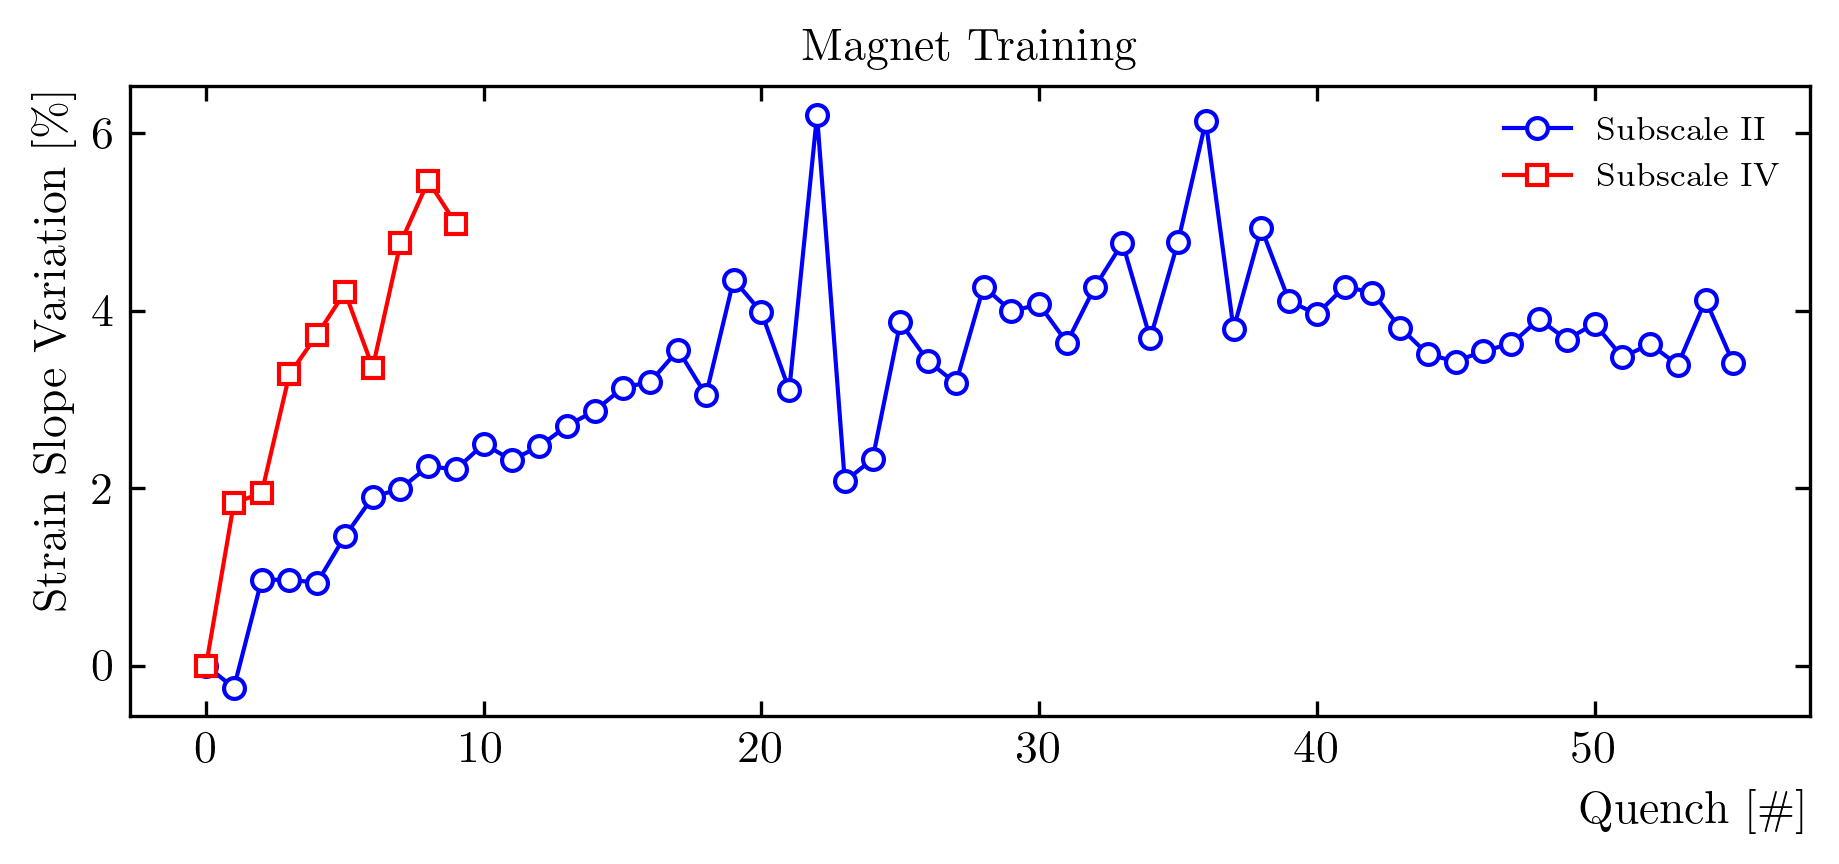 Magnet Training
Strain Slope Variation [%]
6
4
2
0
Subscale II
Subscale IV
0 10 20 30 40 50
Quench [#]